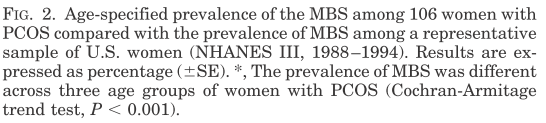 FIG. 2. Age-specified prevalence of the MBS among 106 women with
PCOS compared with the prevalence of MBS among a representative
sample of U.S. women (NHANES III, 1988–1994). Results are ex-
pressed as percentage (±SE). *, The prevalence of MBS was different
across three age groups of women with PCOS (Cochran-Armitage
trend test, P < 0.001).